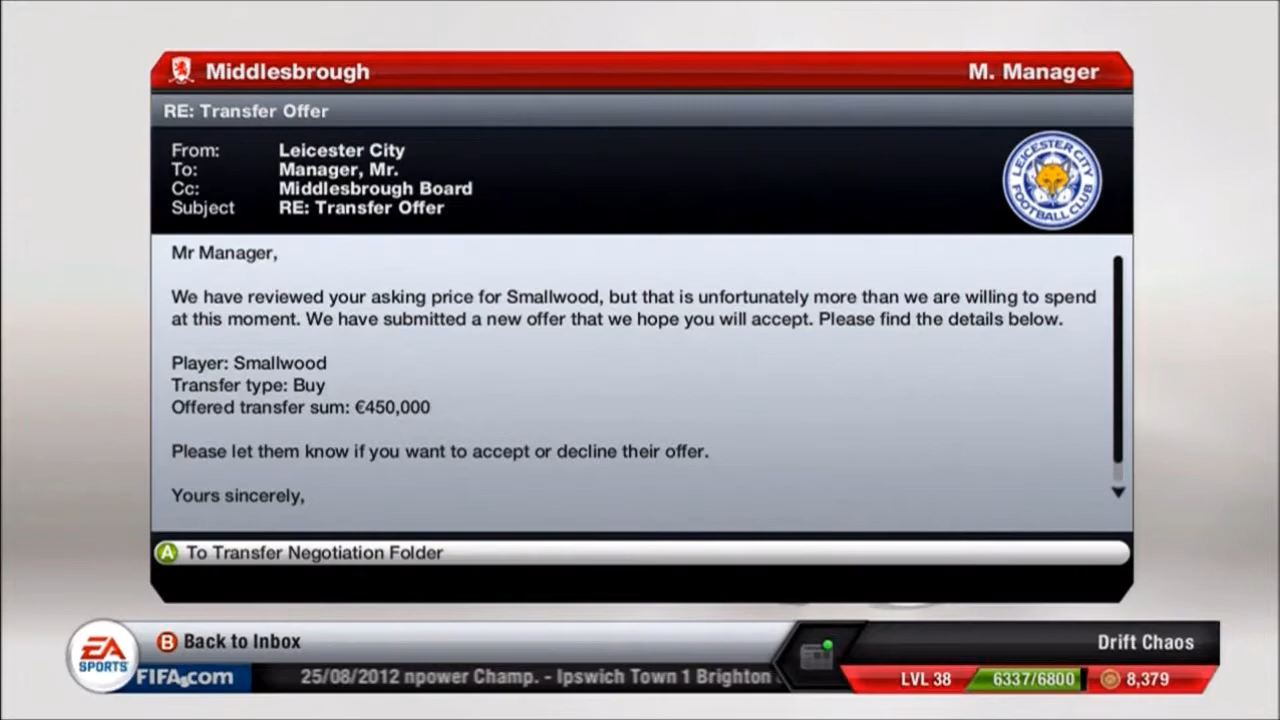 Middlesbrough
M. Manager
RE: Transfer Offer
From: Leicester City
To: Manager, Mr.
Cc: Middlesbrough Board
Subject RE: Transfer Offer
LEICESTER CITY
FOOTBALL CLUB
Mr Manager,
We have reviewed your asking price for Smallwood, but that is unfortunately more than we are willing to spend
at this moment. We have submitted a new offer that we hope you will accept. Please find the details below.
Player: Smallwood
Transfer type: Buy
Offered transfer sum: €450,000
Please let them know if you want to accept or decline their offer.
Yours sincerely,
A To Transfer Negotiation Folder
B Back to Inbox
Drift Chaos
EA
SPORTS
FIFA.com
25/08/2012 npower Champ. - Ipswich Town 1 Brighton
LVL 38
6337/6800
8,379